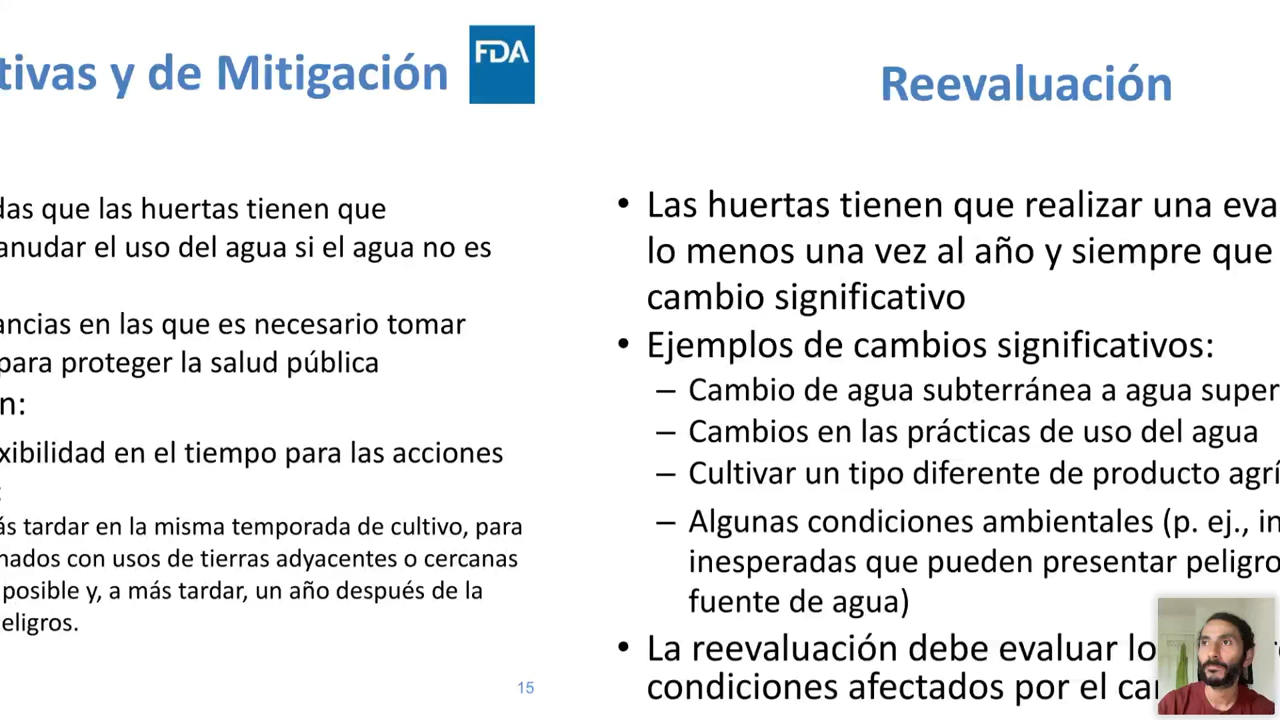 tivas y de Mitigación
FDA
das que las huertas tienen que
anudar el uso del agua si el agua no es
ancias en las que es necesario tomar
para proteger la salud pública
n:
xibilidad en el tiempo para las acciones
:
ás tardar en la misma temporada de cultivo, para
nados con usos de tierras adyacentes o cercanas
posible y, a más tardar, un año después de la
eligros.
15
Reevaluación
• Las huertas tienen que realizar una eva
lo menos una vez al año y siempre que
cambio significativo
• Ejemplos de cambios significativos:
– Cambio de agua subterránea a agua super
– Cambios en las prácticas de uso del agua
– Cultivar un tipo diferente de producto agrí
– Algunas condiciones ambientales (p. ej., in
inesperadas que pueden presentar peligro
fuente de agua)
• La reevaluación debe evaluar lo
condiciones afectados por el ca